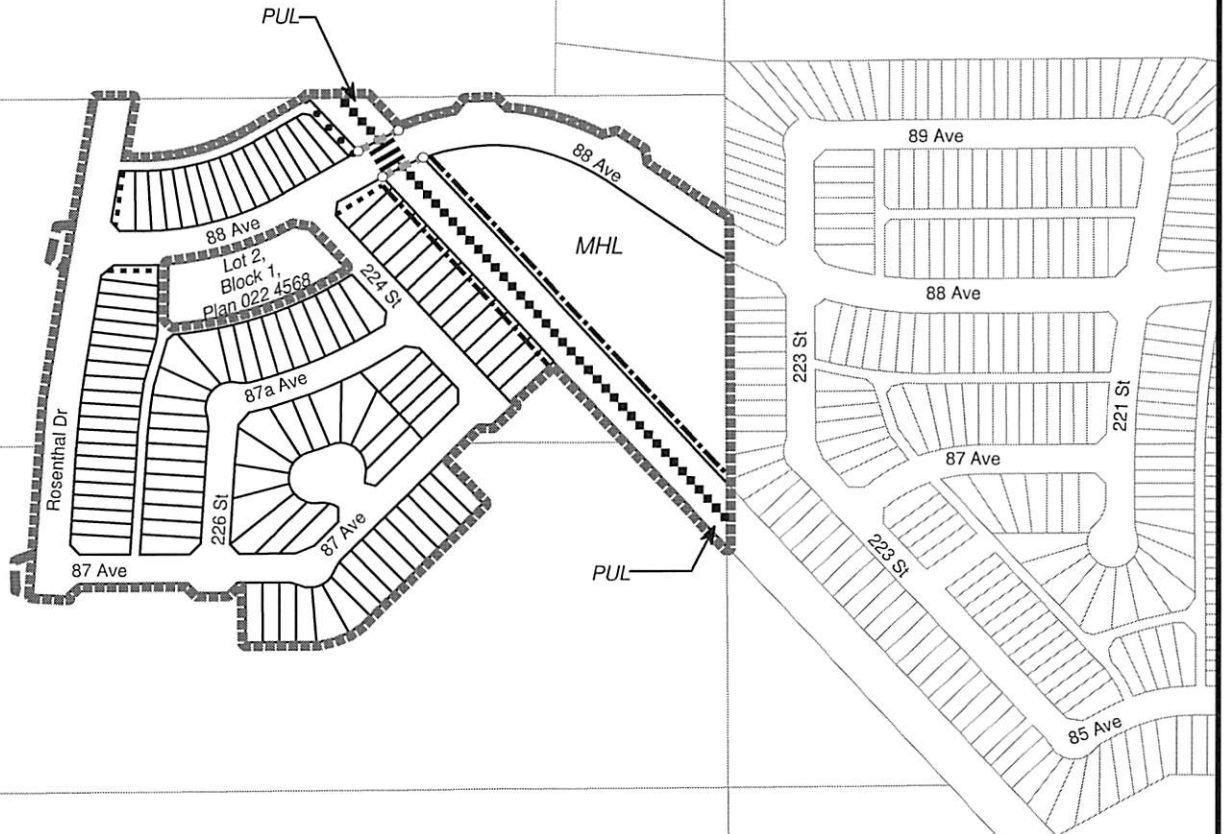 PUL
89 Ave
88 Ave
88 Ave
MHL
Lot 2,
Block 1,
Plan 022 4568
224 St
88 Ave
223 St
87a Ave
221 St
Rosenthal Dr
226 St
87 Ave
87 Ave
223 St
87 Ave
PUL
85 Ave